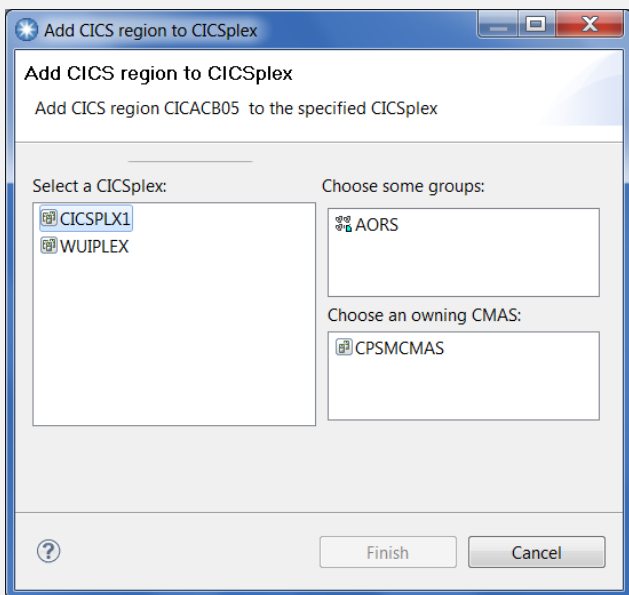 Add CICS region to CICSplex
Add CICS region to CICSplex
Add CICS region CICACB05 to the specified CICSplex
Select a CICSplex:
CICSPLX1
WUIPLEX
Choose some groups:
AORS
Choose an owning CMAS:
CPSMCMAS
?
Finish
Cancel